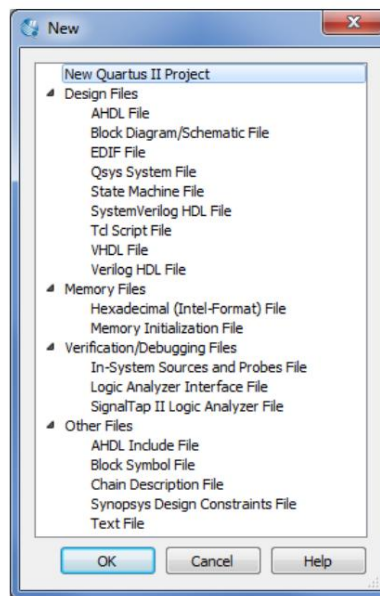 New
New Quartus II Project
Design Files
AHDL File
Block Diagram/Schematic File
EDIF File
Qsys System File
State Machine File
SystemVerilog HDL File
Tcl Script File
VHDL File
Verilog HDL File
Memory Files
Hexadecimal (Intel-Format) File
Memory Initialization File
Verification/Debugging Files
In-System Sources and Probes File
Logic Analyzer Interface File
SignalTap II Logic Analyzer File
Other Files
AHDL Include File
Block Symbol File
Chain Description File
Synopsys Design Constraints File
Text File
OK Cancel Help